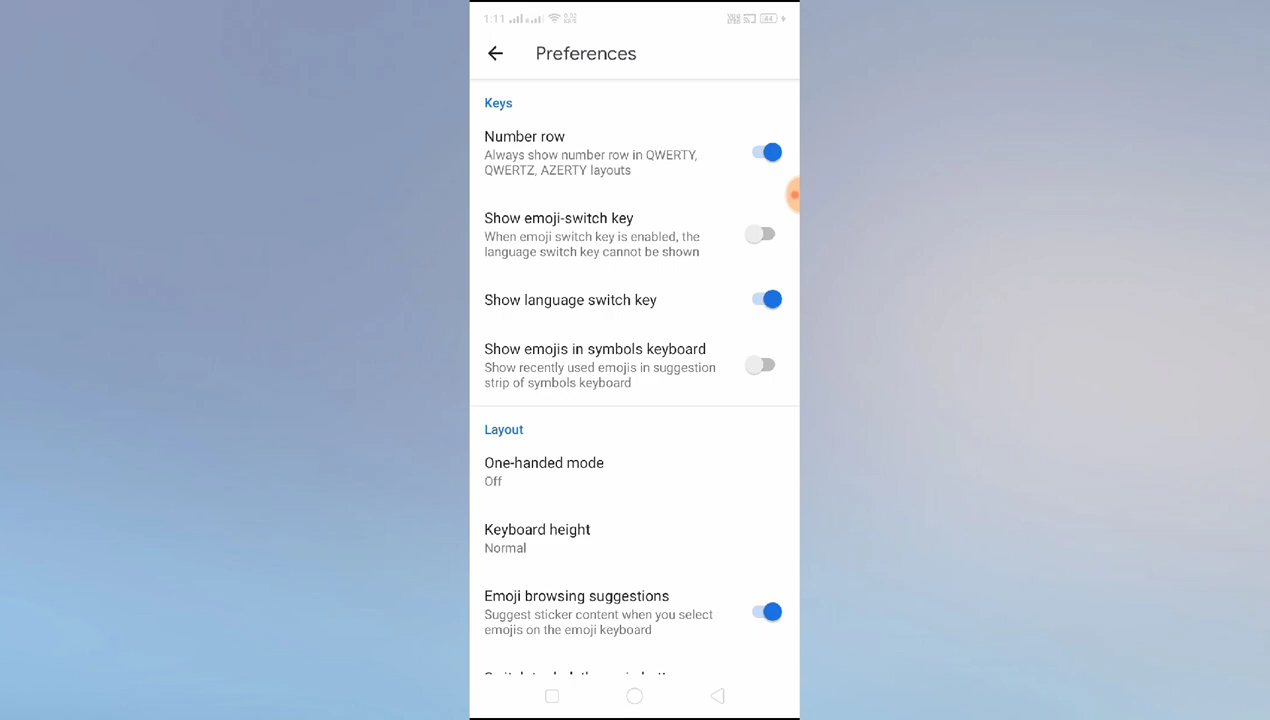 1:11
44
Preferences
Keys
Number row
Always show number row in QWERTY,
QWERTZ, AZERTY layouts
Show emoji-switch key
When emoji switch key is enabled, the
language switch key cannot be shown
Show language switch key
Show emojis in symbols keyboard
Show recently used emojis in suggestion
strip of symbols keyboard
Layout
One-handed mode
Off
Keyboard height
Normal
Emoji browsing suggestions
Suggest sticker content when you select
emojis on the emoji keyboard